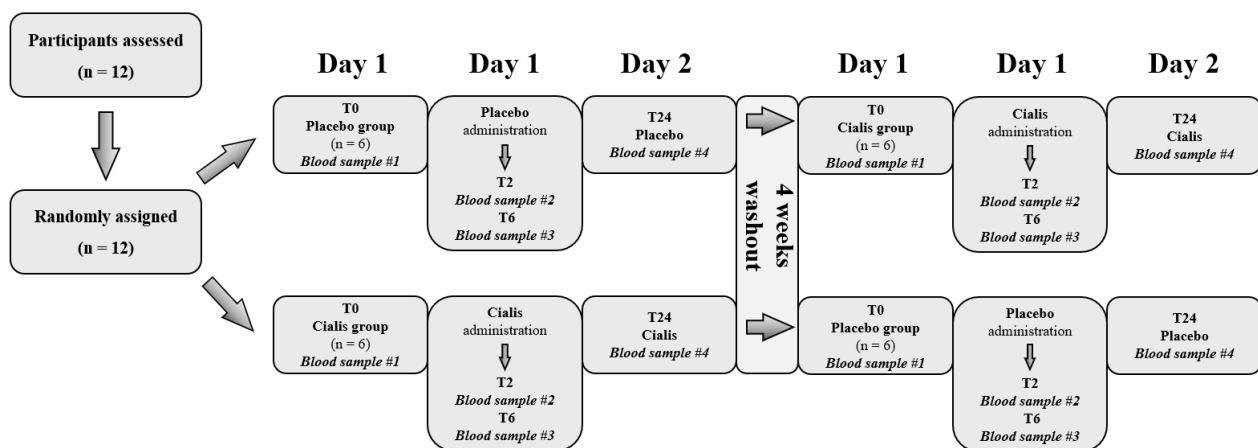 Participants assessed
(n = 12)
Randomly assigned
(n = 12)
Day 1
Day 1
Day 2
Day 1
Day 1
Day 2
T0
Placebo group
(n = 6)
Blood sample #1
Placebo
administration
T2
Blood sample #2
T6
Blood sample #3
T24
Placebo
Blood sample #4
4 weeks
washout
T0
Cialis group
(n = 6)
Blood sample #1
Cialis
administration
T2
Blood sample #2
T6
Blood sample #3
T24
Cialis
Blood sample #4
T0
Cialis group
(n = 6)
Blood sample #1
Cialis
administration
T2
Blood sample #2
T6
Blood sample #3
T24
Cialis
Blood sample #4
T0
Placebo group
(n = 6)
Blood sample #1
Placebo
administration
T2
Blood sample #2
T6
Blood sample #3
T24
Placebo
Blood sample #4